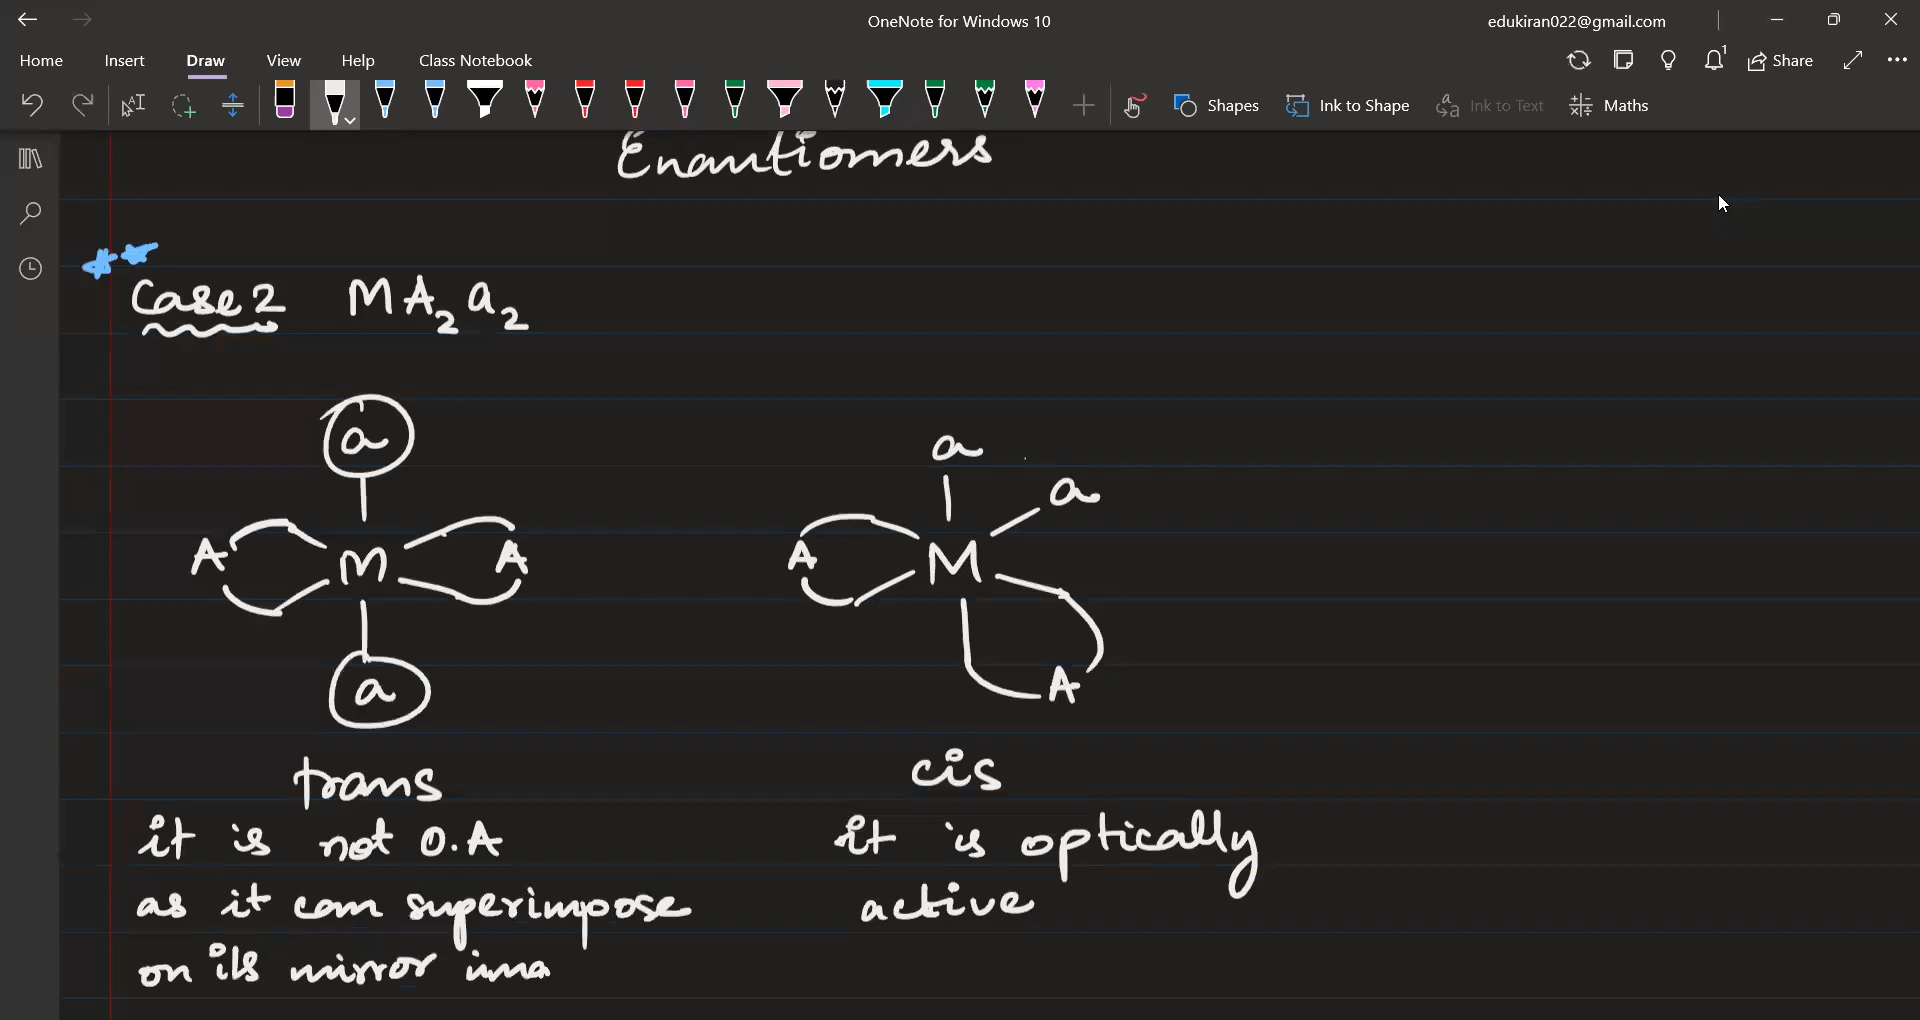 OneNote for Windows 10
edukiran022@gmail.com
Home Insert Draw View Help Class Notebook
1
Share
Shapes Ink to Shape Ink to Text Maths
Enantiomers
Case 2 MA2a2
a
A M A
a
trans
it is not O.A
as it can superimpose
on its mirror ima
a
a
A M
A
cis
it is optically
active